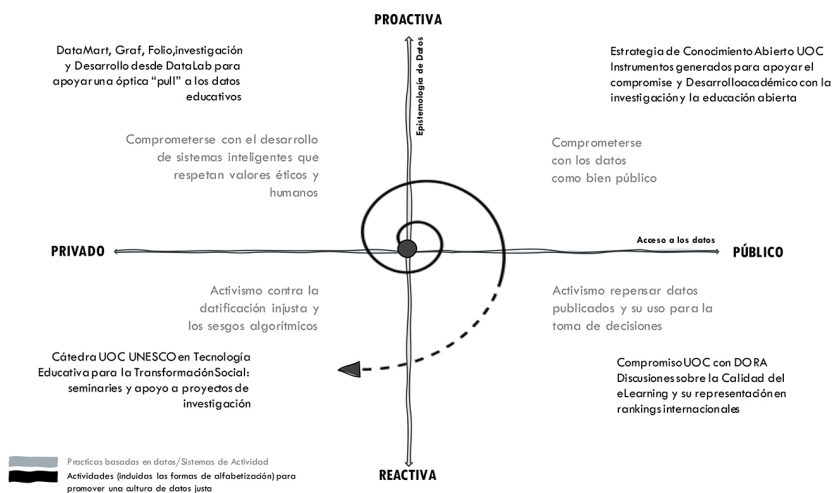 PROACTIVA
DataMart, Graf, Folio,investigación
y Desarrollo desde DataLab para
apoyar una óptica “pull” a los datos
educativos
Epistemología de Datos
Estrategia de Conocimiento Abierto UOC
Instrumentos generados para apoyar el
compromise y Desarrolloacadémico con la
investigación y la educación abierta
Comprometerse con el desarrollo
de sistemas inteligentes que
respetan valores éticos y
humanos
Comprometerse
con los datos
como bien público
PRIVADO
Acceso a los datos
PÚBLICO
Activismo contra la
datificación injusta y
los sesgos algorítmicos
Activismo repensar datos
publicados y su uso para la
toma de decisiones
Cátedra UOC UNESCO en Tecnología
Educativa para la TransformaciónSocial:
seminaries y apoyo a proyectos de
investigación
Compromiso UOC con DORA
Discusiones sobre la Calidad del
eLearning y su representación en
rankings internacionales
REACTIVA
Practicas basadas en datos/Sistemas de Actividad
Actividades (incluidas las formas de alfabetización) para
promover una cultura de datos justa